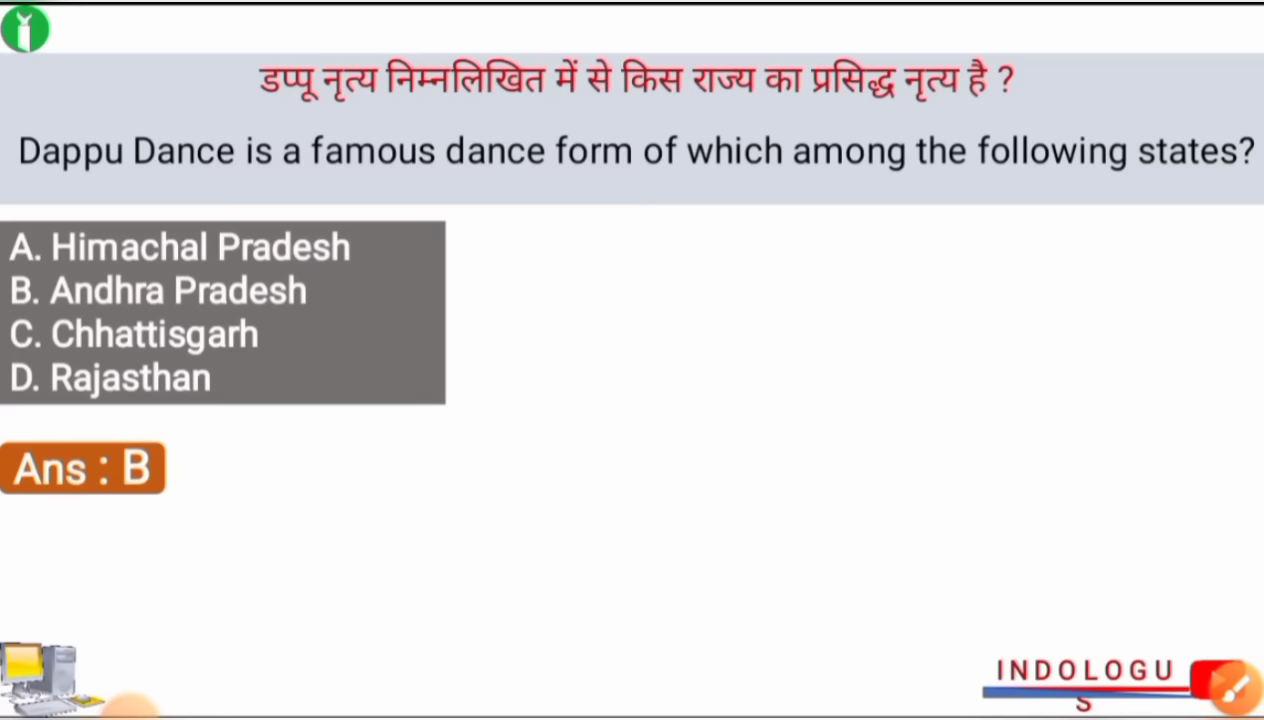 डप्पू नृत्य निम्नलिखित में से किस राज्य का प्रसिद्ध नृत्य है ?
Dappu Dance is a famous dance form of which among the following states?
A. Himachal Pradesh
B. Andhra Pradesh
C. Chhattisgarh
D. Rajasthan
Ans : B
INDOLOGU
S